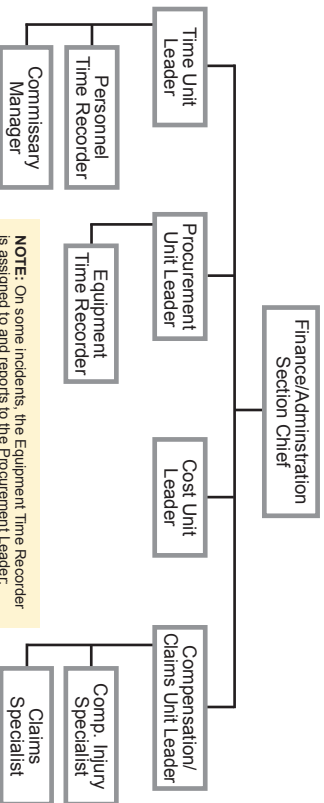 Finance/Adminstration
Section Chief
Time Unit
Leader
Procurement
Unit Leader
Cost Unit
Leader
Compensation/
Claims Unit Leader
Personnel
Time Recorder
Equipment
Time Recorder
Comp. Injury
Specialist
Commissary
Manager
Claims
Specialist
NOTE: On some incidents, the Equipment Time Recorder
is assigned to and reports to the Procurement Leader;